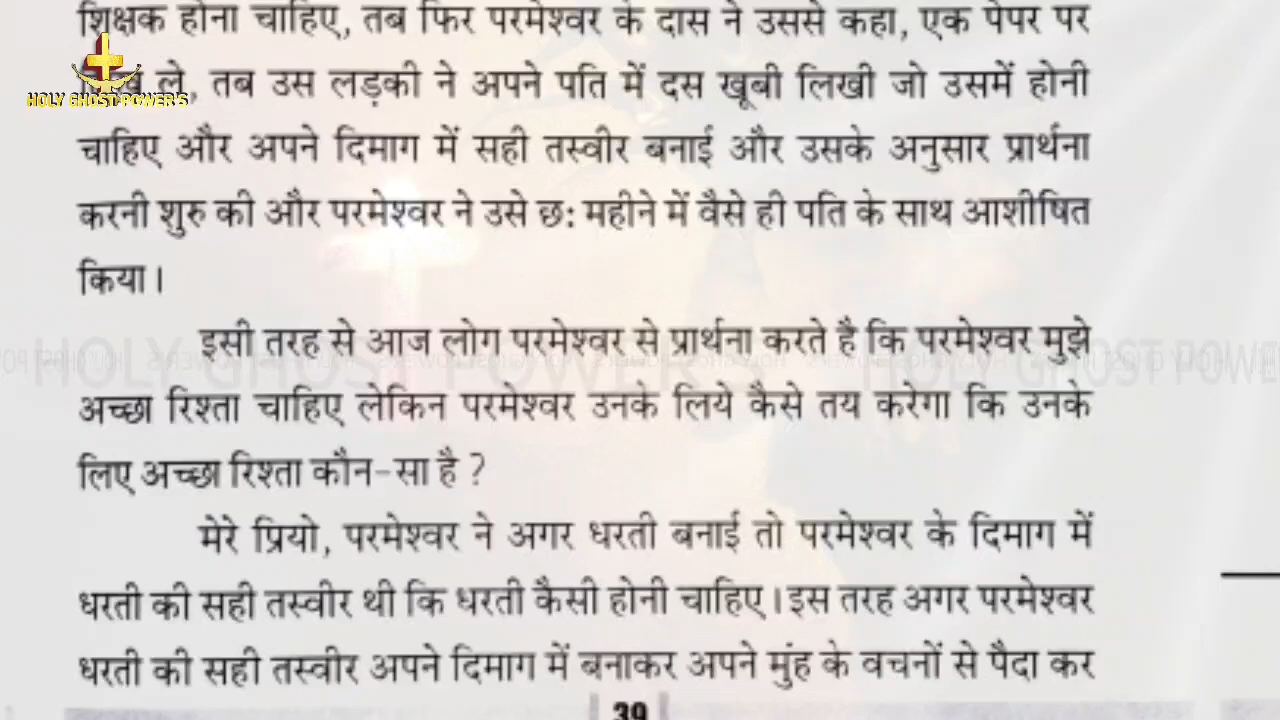 शिक्षक होना चाहिए, तब फिर परमेश्वर के दास ने उससे कहा, एक पेपर पर
ले, तब उस लड़की ने अपने पति में दस खूबी लिखी जो उसमें होनी
HOLY GHOST POWER'S
चाहिए और अपने दिमाग में सही तस्वीर बनाई और उसके अनुसार प्रार्थना
करनी शुरु की और परमेश्वर ने उसे छ: महीने में वैसे ही पति के साथ आशीषित
किया।
इसी तरह से आज लोग परमेश्वर से प्रार्थना करते है कि परमेश्वर मुझे
HOLY GHOST POWER'S
अच्छा रिश्ता चाहिए लेकिन परमेश्वर उनके लिये कैसे तय करेगा कि उनके
लिए अच्छा रिश्ता कौन-सा है ?
मेरे प्रियो, परमेश्वर ने अगर धरती बनाई तो परमेश्वर के दिमाग में
धरती की सही तस्वीर थी कि धरती कैसी होनी चाहिए। इस तरह अगर परमेश्वर
धरती की सही तस्वीर अपने दिमाग में बनाकर अपने मुंह के वचनों से पैदा कर
39